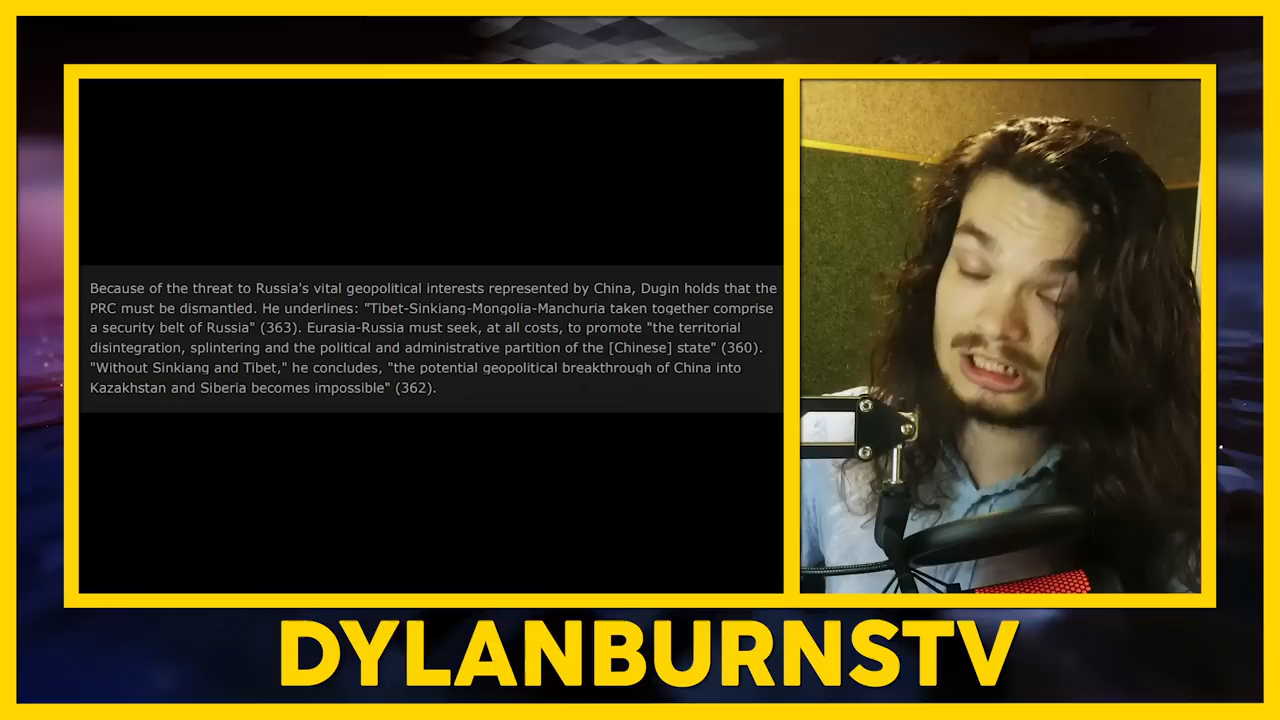 Because of the threat to Russia's vital geopolitical interests represented by China, Dugin holds that the
PRC must be dismantled. He underlines: "Tibet-Sinkiang-Mongolia-Manchuria taken together comprise
a security belt of Russia" (363). Eurasia-Russia must seek, at all costs, to promote "the territorial
disintegration, splintering and the political and administrative partition of the [Chinese] state" (360).
"Without Sinkiang and Tibet," he concludes, "the potential geopolitical breakthrough of China into
Kazakhstan and Siberia becomes impossible" (362).
DYLANBURNSTV